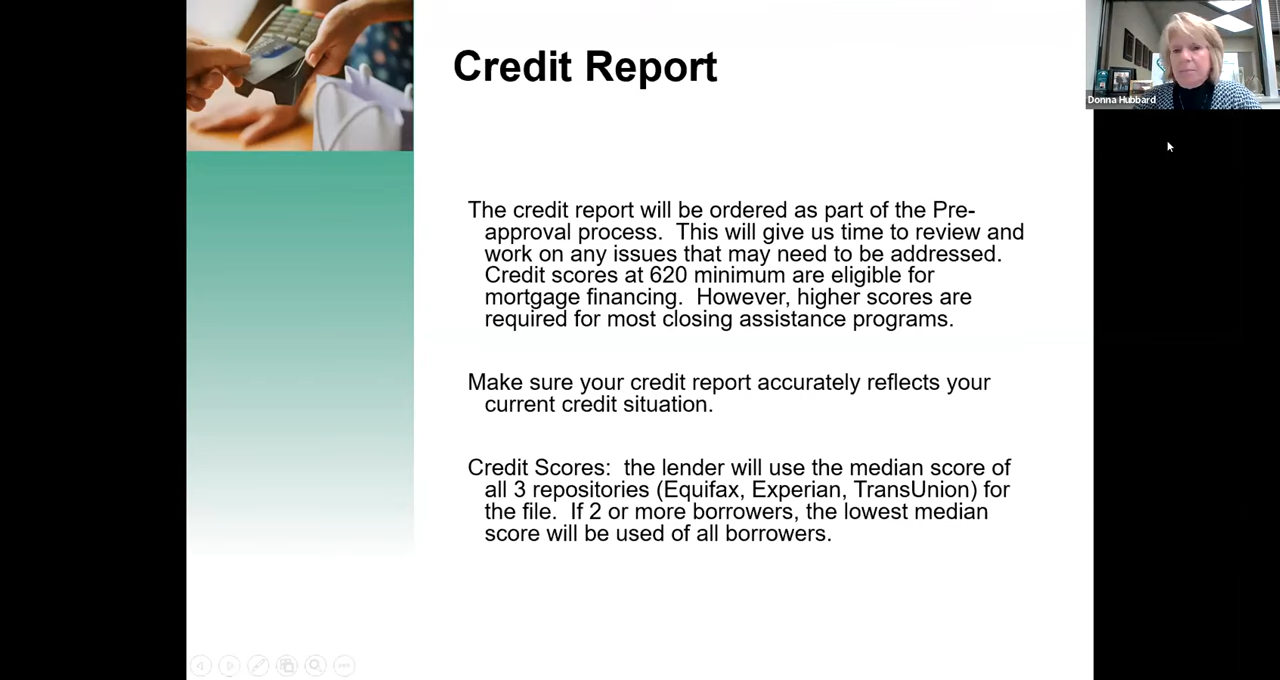 Credit Report
Donna Hubbard
The credit report will be ordered as part of the Pre-
approval process.  This will give us time to review and
work on any issues that may need to be addressed.
Credit scores at 620 minimum are eligible for
mortgage financing.  However, higher scores are
required for most closing assistance programs.
Make sure your credit report accurately reflects your
current credit situation.
Credit Scores:  the lender will use the median score of
all 3 repositories (Equifax, Experian, TransUnion) for
the file.  If 2 or more borrowers, the lowest median
score will be used of all borrowers.